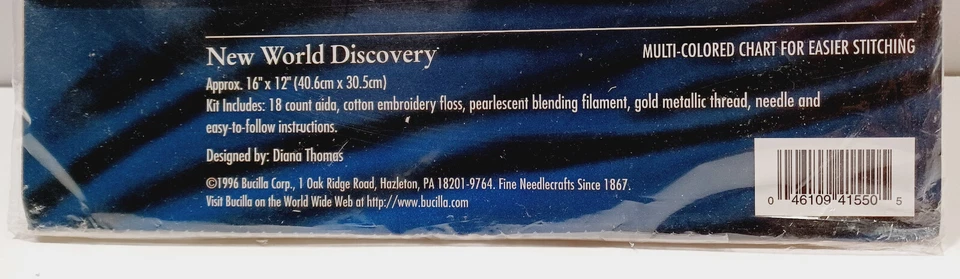 New World Discovery
MULTI-COLORED CHART FOR EASIER STITCHING
Approx. 16" x 12" (40.6cm x 30.5cm)
Kit Includes: 18 count aida, cotton embroidery floss, pearlescent blending filament, gold metallic thread, needle and
easy-to-follow instructions.
Designed by: Diana Thomas
©1996 Bucilla Corp., 1 Oak Ridge Road, Hazleton, PA 18201-9764. Fine Needlecrafts Since 1867.
Visit Bucilla on the World Wide Web at http://www.bucilla.com
0 46109 41550 5